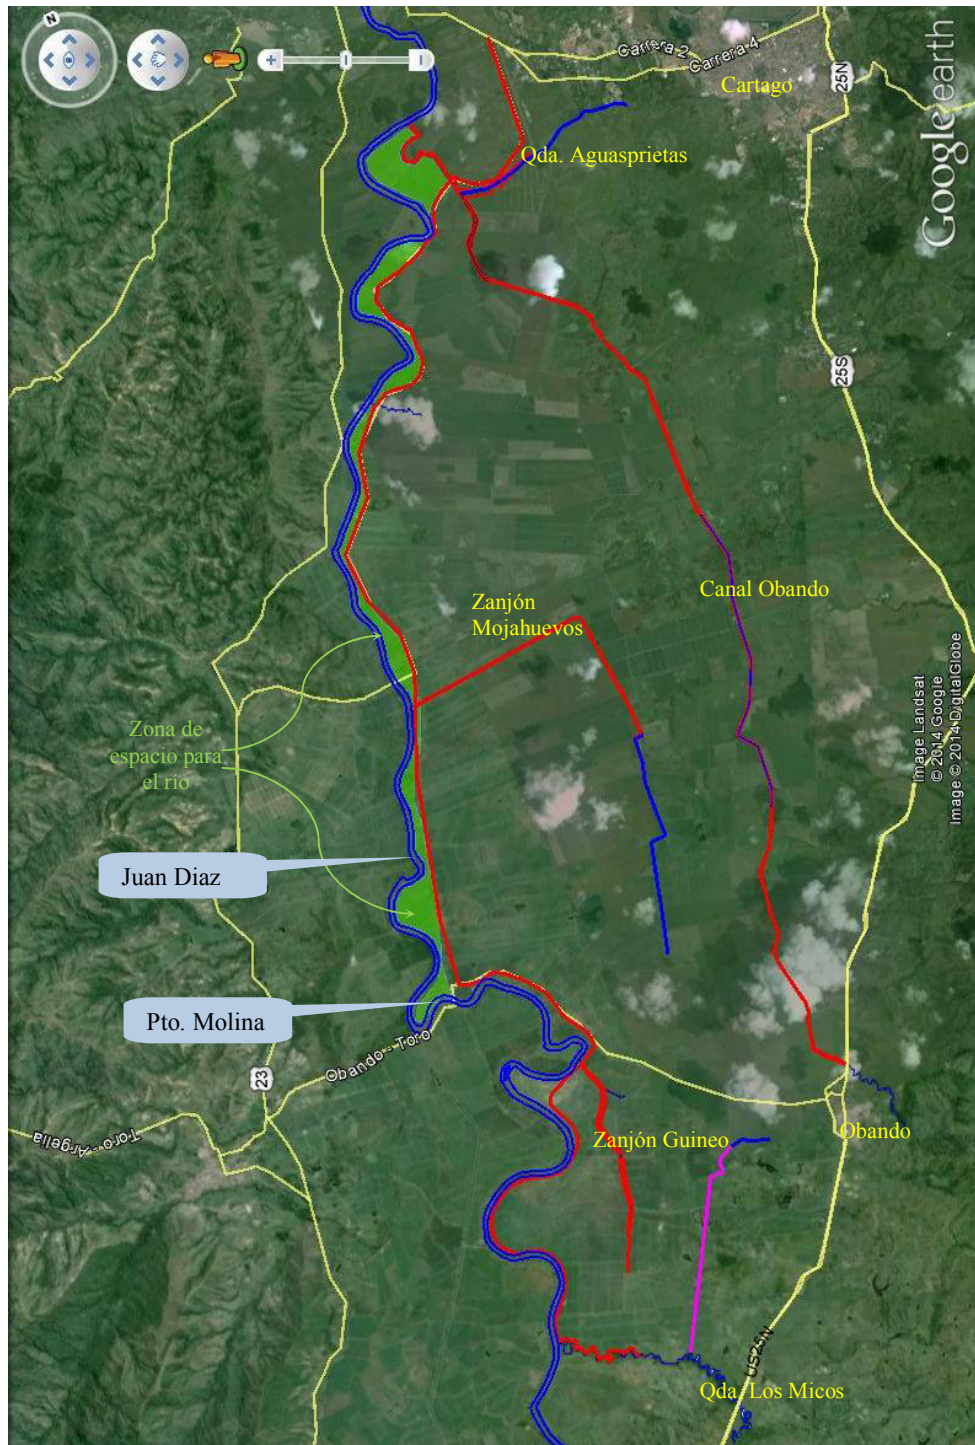 N
Carrera 2
Carrera 4
Cartago
25N
Google earth
Qda. Aguasprietas
25S
Canal Obando
Zanjón
Mojahuevos
Image Landsat
© 2014 Google
Image © 2014 DigitalGlobe
Zona de
espacio para
el río
Juan Diaz
Pto. Molina
Obando - Toro
23
Toro - Argelia
Zanjón Guineo
Obando
US25N
Qda. Los Micos